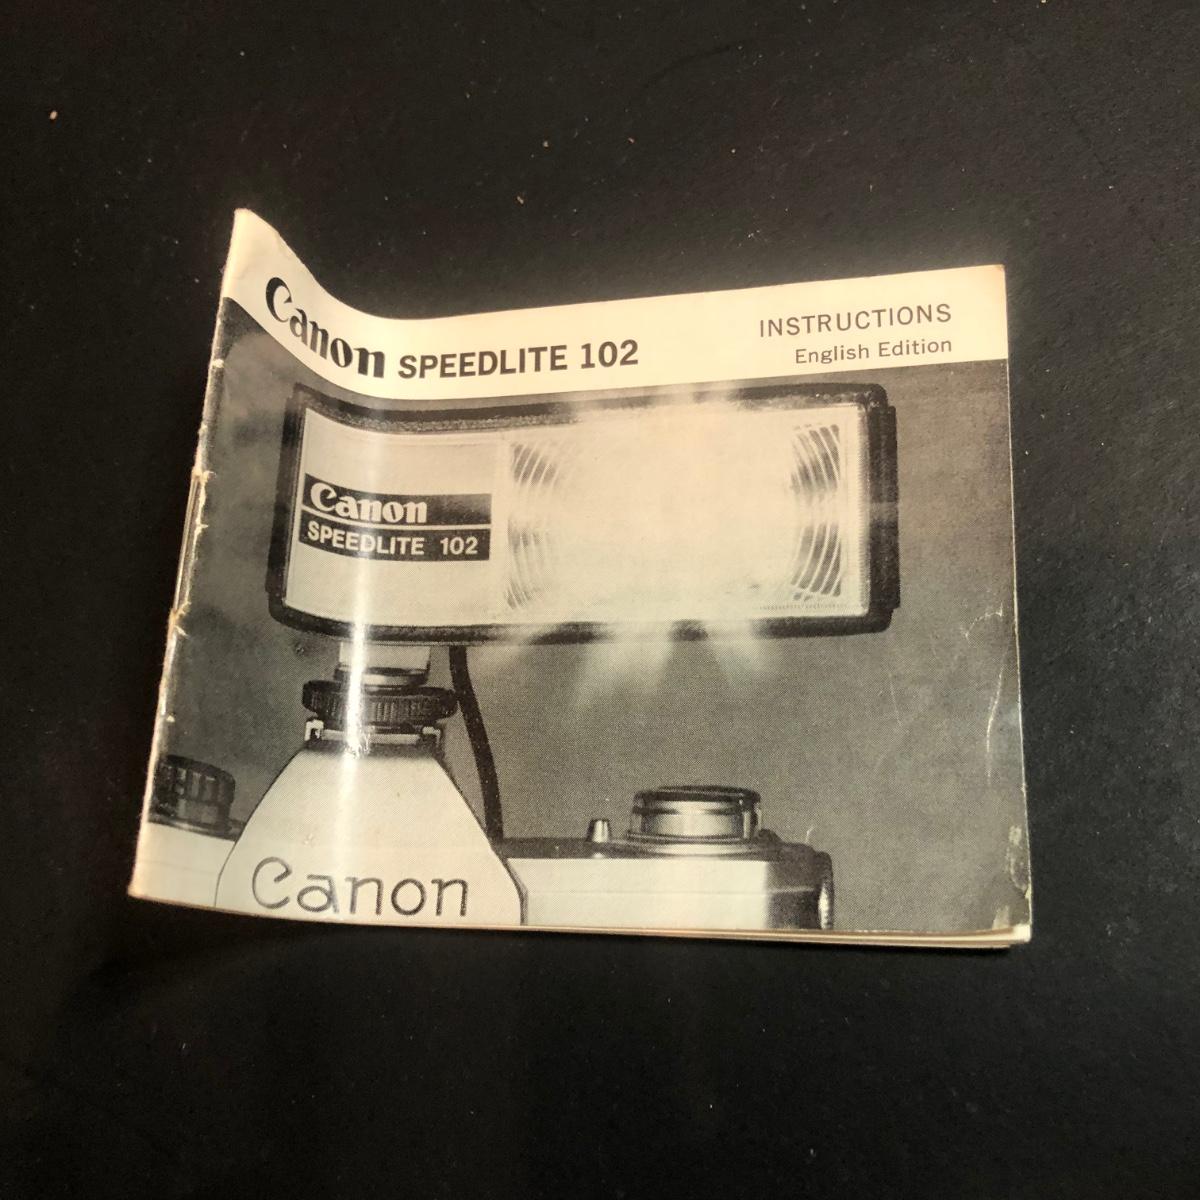 Canon SPEEDLITE 102
INSTRUCTIONS
English Edition
Canon
SPEEDLITE 102
Canon